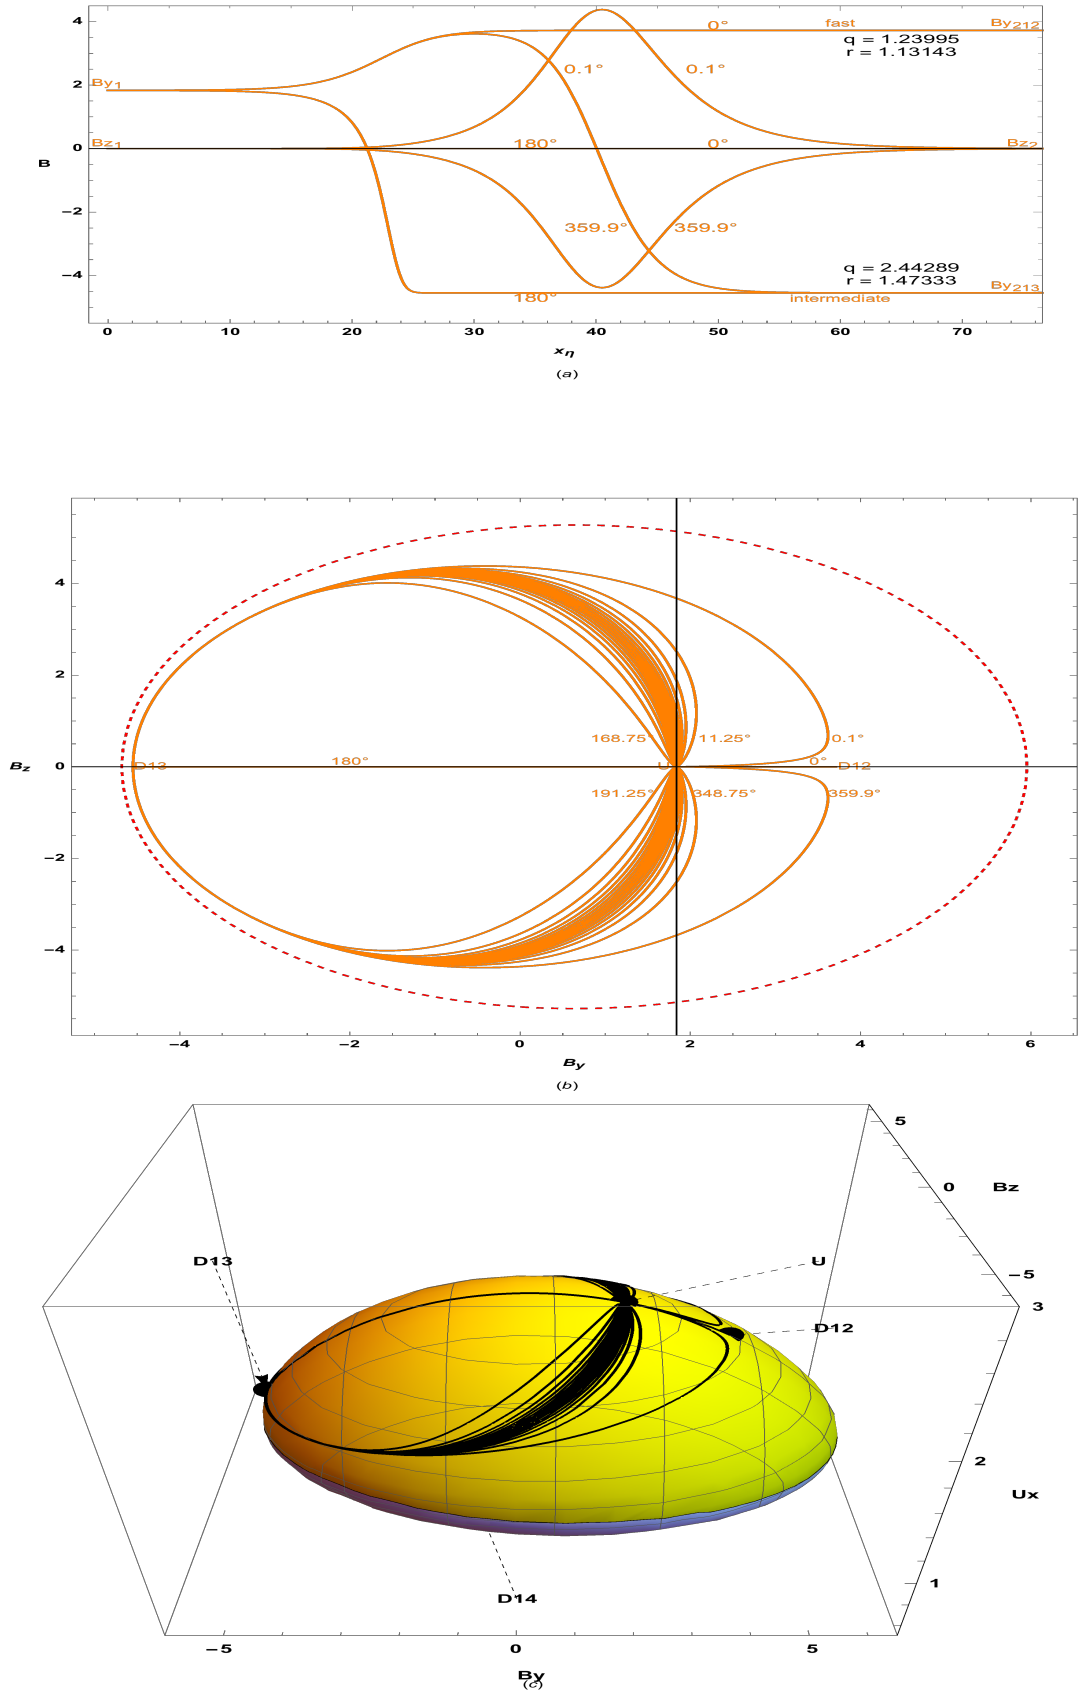 4
2
0
−2
−4
B
0° fast By212
q = 1.23995
r = 1.13143
0.1° 0.1°
By1
Bz1 180° 0° Bz2
359.9° 359.9°
q = 2.44289
r = 1.47333
By213
180° intermediate
0 10 20 30 40 50 60 70
xη
(a)
4
2
0
−2
−4
Bz
168.75° 11.25° 0.1°
D13 180° U 0° D12
191.25° 348.75° 359.9°
−4 −2 0 2 4 6
By
(b)
5
0 Bz
−5
D13 U
3
D12
2
Ux
1
D14
−5 0 5
By
(c)